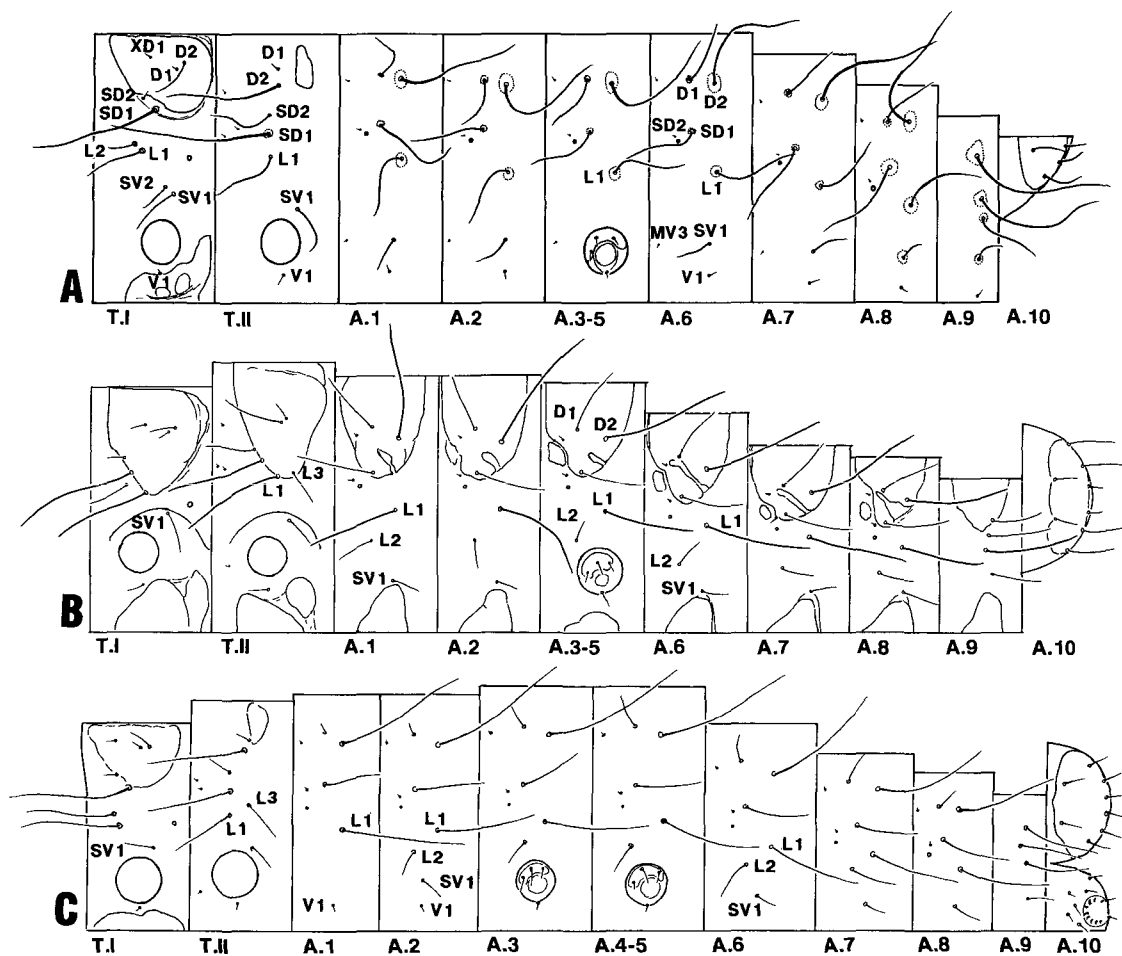 XD1 D2 D1 D1 D2 SD2 SD1 SD2 SD1 L2 L1 L1 SV2 SV1 SV1 V1 V1 D1 D2 SD2 SD1 L1 L1 MV3 SV1 V1
A
T.I T.II A.1 A.2 A.3-5 A.6 A.7 A.8 A.9 A.10
D1 D2 L3 L1 SV1 L1 L2 SV1 L1 L2 L1 L2 SV1
B
T.I T.II A.1 A.2 A.3-5 A.6 A.7 A.8 A.9 A.10
L3 L1 SV1 L1 V1 L1 L2 SV1 V1 L1 L2 SV1
C
T.I T.II A.1 A.2 A.3 A.4-5 A.6 A.7 A.8 A.9 A.10